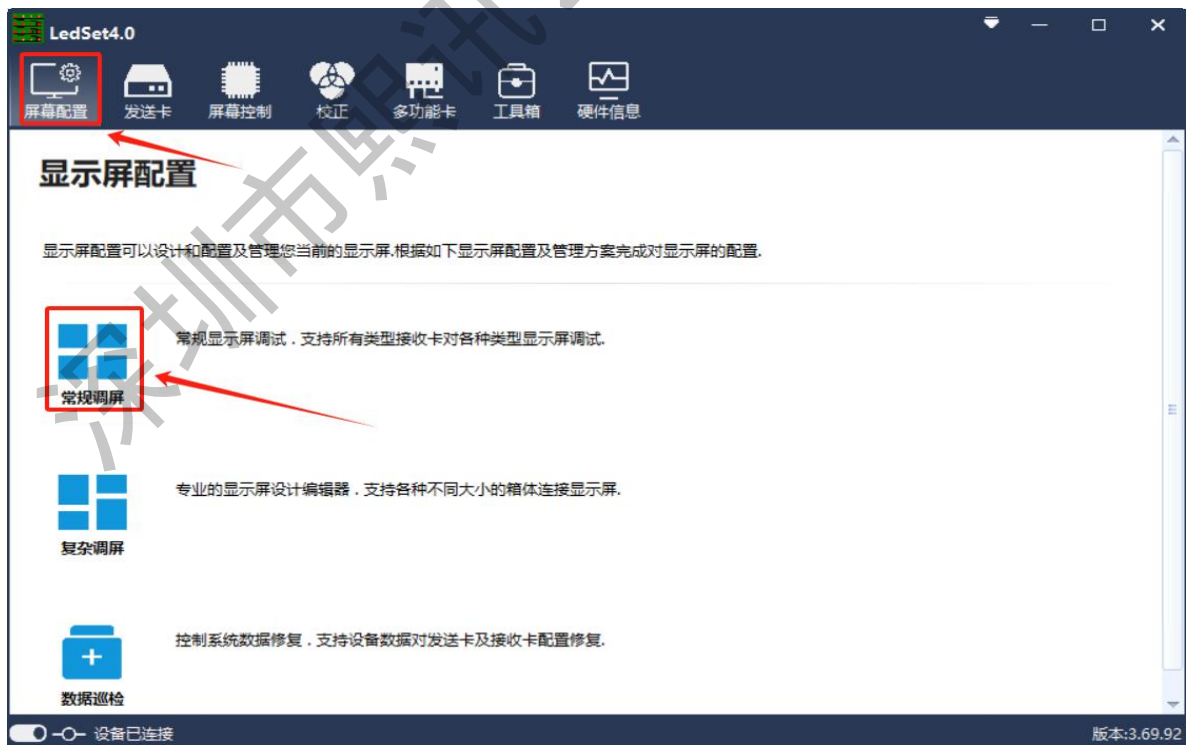 LedSet4.0
屏幕配置 发送卡 屏幕控制 校正 多功能卡 工具箱 硬件信息
显示屏配置
显示屏配置可以设计和配置及管理您当前的显示屏.根据如下显示屏配置及管理方案完成对显示屏的配置.
常规显示屏调试 . 支持所有类型接收卡对各种类型显示屏调试.
常规调屏
专业的显示屏设计编辑器 . 支持各种不同大小的箱体连接显示屏.
复杂调屏
控制系统数据修复 . 支持设备数据对发送卡及接收卡配置修复.
数据巡检
设备已连接 版本:3.69.92
深圳市熙讯